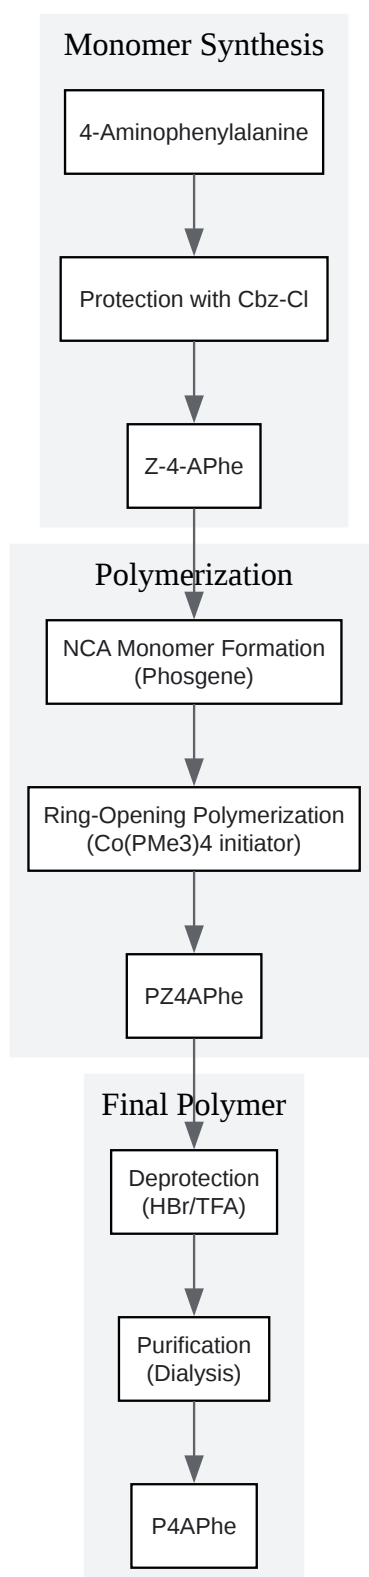 Monomer Synthesis
4-Aminophenylalanine
Protection with Cbz-Cl
Z-4-APhe
Polymerization
NCA Monomer Formation
(Phosgene)
Ring-Opening Polymerization
(Co(PMe3)4 initiator)
PZ4APhe
Final Polymer
Deprotection
(HBr/TFA)
Purification
(Dialysis)
P4APhe